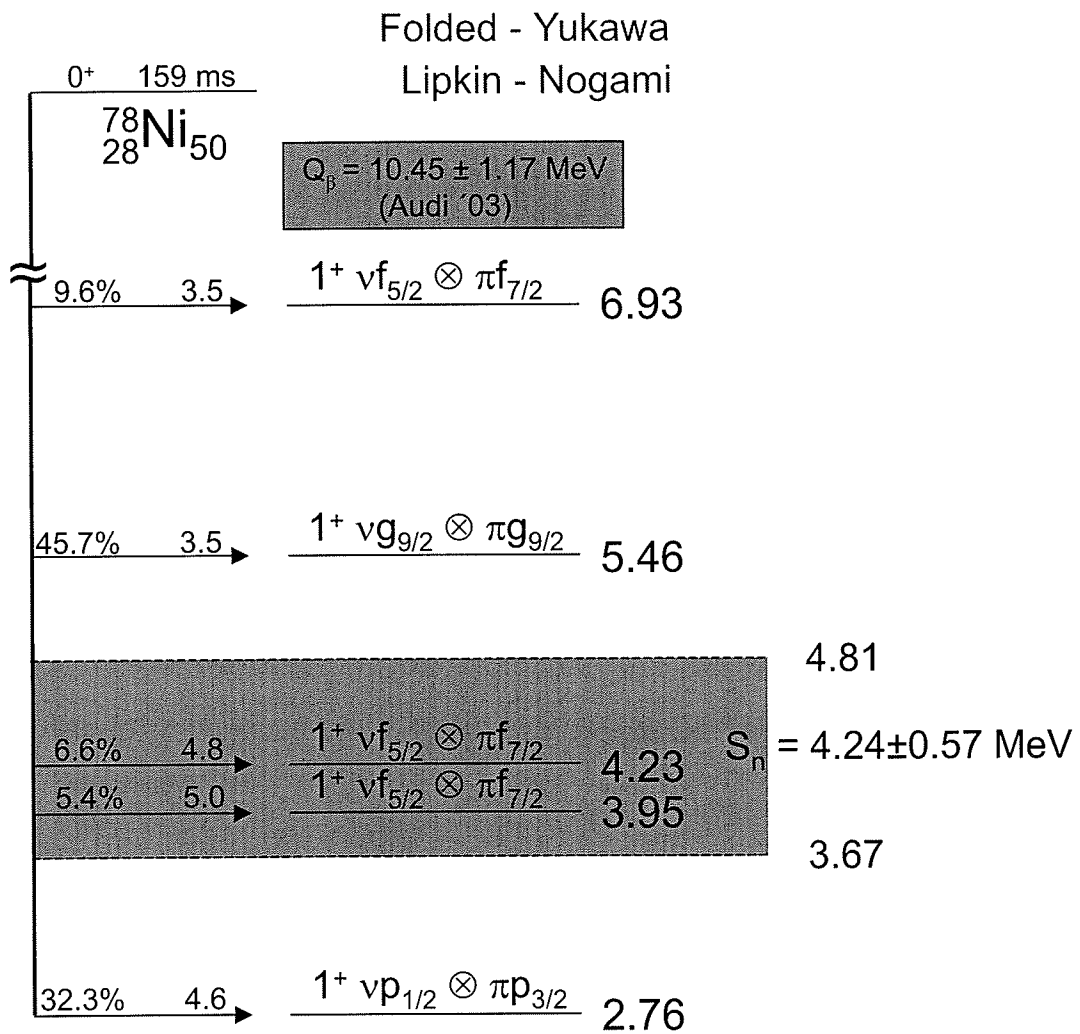 Folded - Yukawa
Lipkin - Nogami
0⁺ 159 ms
⁷⁸₂₈Ni₅₀
Qᵦ = 10.45 ± 1.17 MeV
(Audi ´03)
9.6% 3.5 1⁺ νf₅/₂ ⊗ πf₇/₂ 6.93
45.7% 3.5 1⁺ νg₉/₂ ⊗ πg₉/₂ 5.46
4.81
6.6% 4.8 1⁺ νf₅/₂ ⊗ πf₇/₂ 4.23 Sₙ = 4.24±0.57 MeV
5.4% 5.0 1⁺ νf₅/₂ ⊗ πf₇/₂ 3.95
3.67
32.3% 4.6 1⁺ νp₁/₂ ⊗ πp₃/₂ 2.76